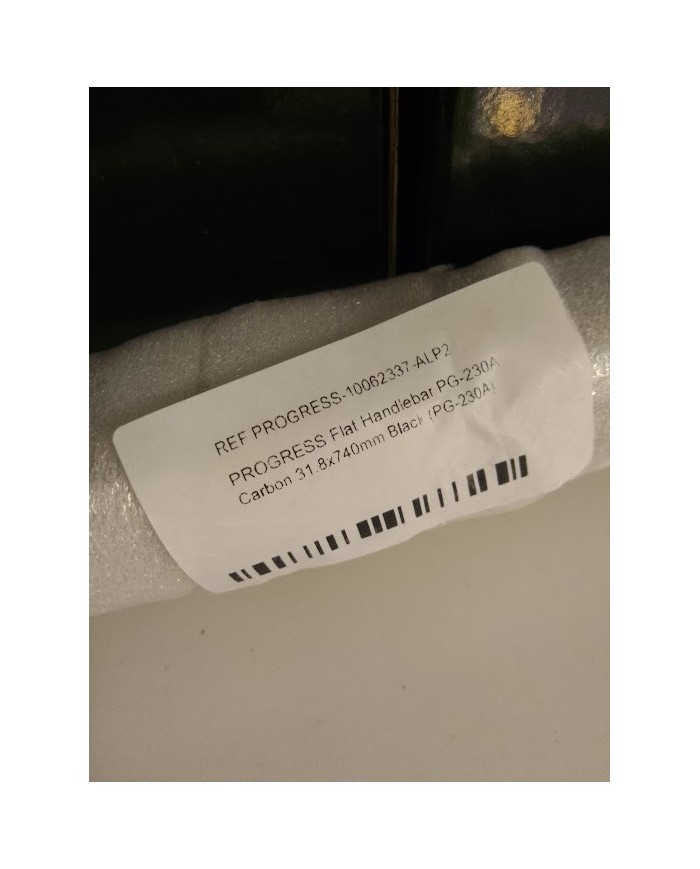 REF PROGRESS-10062337-ALP2
PROGRESS Flat Handlebar PG-230A
Carbon 31.8x740mm Black (PG-230A)